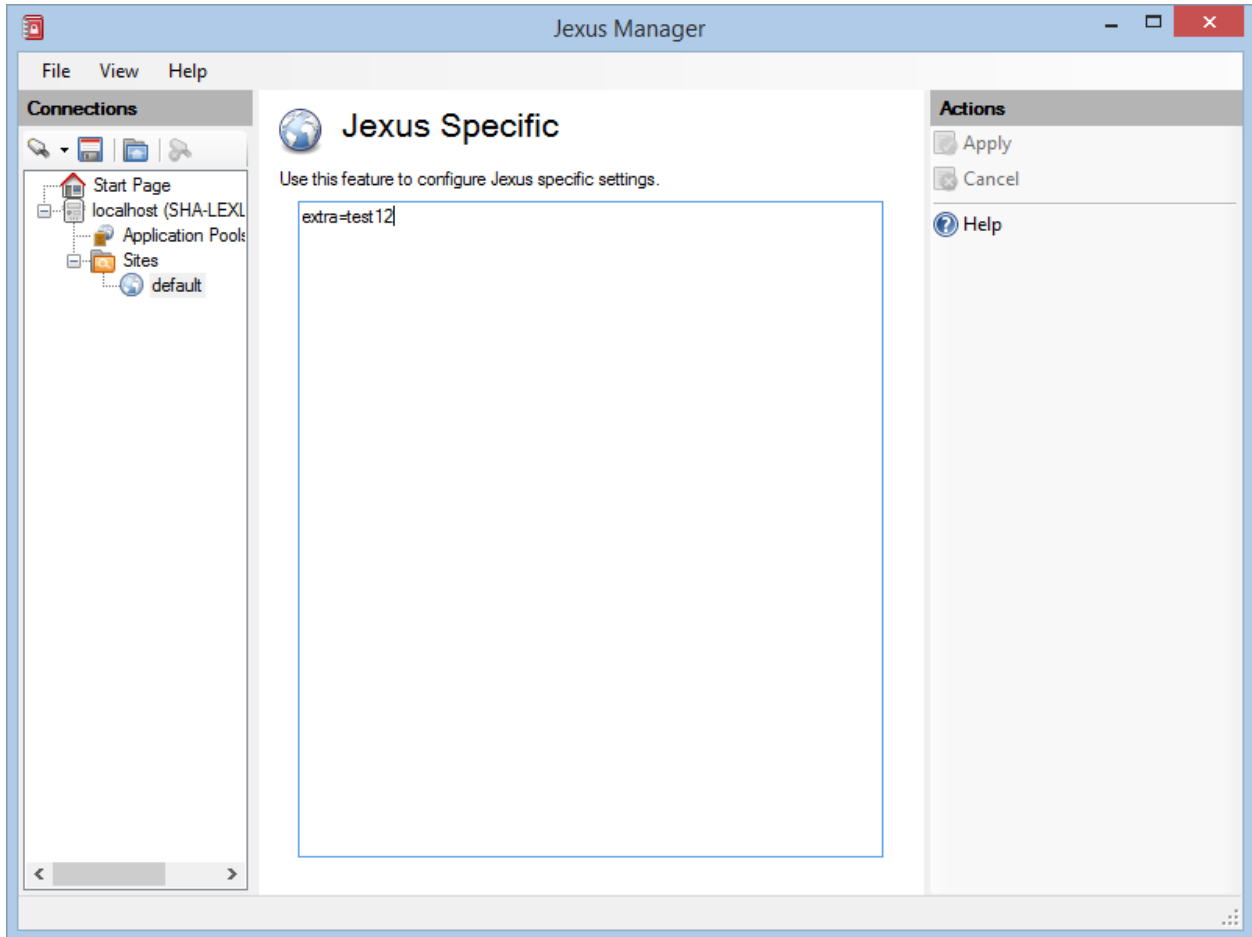 Jexus Manager
File View Help
Connections
Start Page
localhost (SHA-LEXL
Application Pools
Sites
default
Jexus Specific
Use this feature to configure Jexus specific settings.
extra=test12
Actions
Apply
Cancel
Help